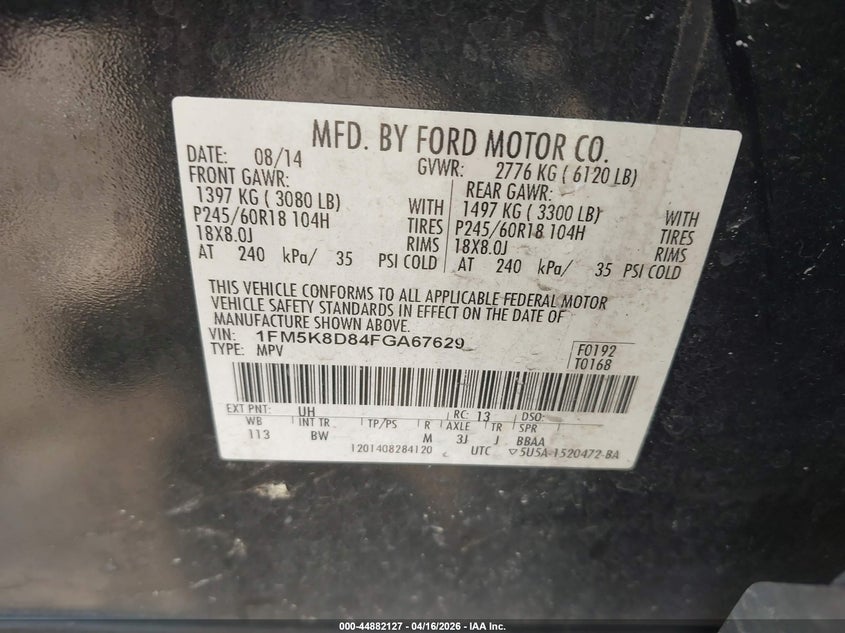 MFD. BY FORD MOTOR CO.
DATE: 08/14 GVWR: 2776 KG ( 6120 LB)
FRONT GAWR: REAR GAWR:
1397 KG ( 3080 LB) WITH 1497 KG ( 3300 LB) WITH
P245/60R18 104H TIRES P245/60R18 104H TIRES
18X8.0J RIMS 18X8.0J RIMS
AT 240 kPa/ 35 PSI COLD AT 240 kPa/ 35 PSI COLD
THIS VEHICLE CONFORMS TO ALL APPLICABLE FEDERAL MOTOR
VEHICLE SAFETY STANDARDS IN EFFECT ON THE DATE OF
MANUFACTURE SHOWN ABOVE.
VIN: 1FM5K8D84FGA67629
TYPE: MPV
F0192
T0168
EXT PNT: UH RC: 13 DSO:
WB INT TR TP/PS R AXLE TR SPR
113 BW M 3J J BBAA
1201408284120 UTC ▽5U5A-1520472-BA
000-44882127 - 04/16/2026 - IAA Inc.